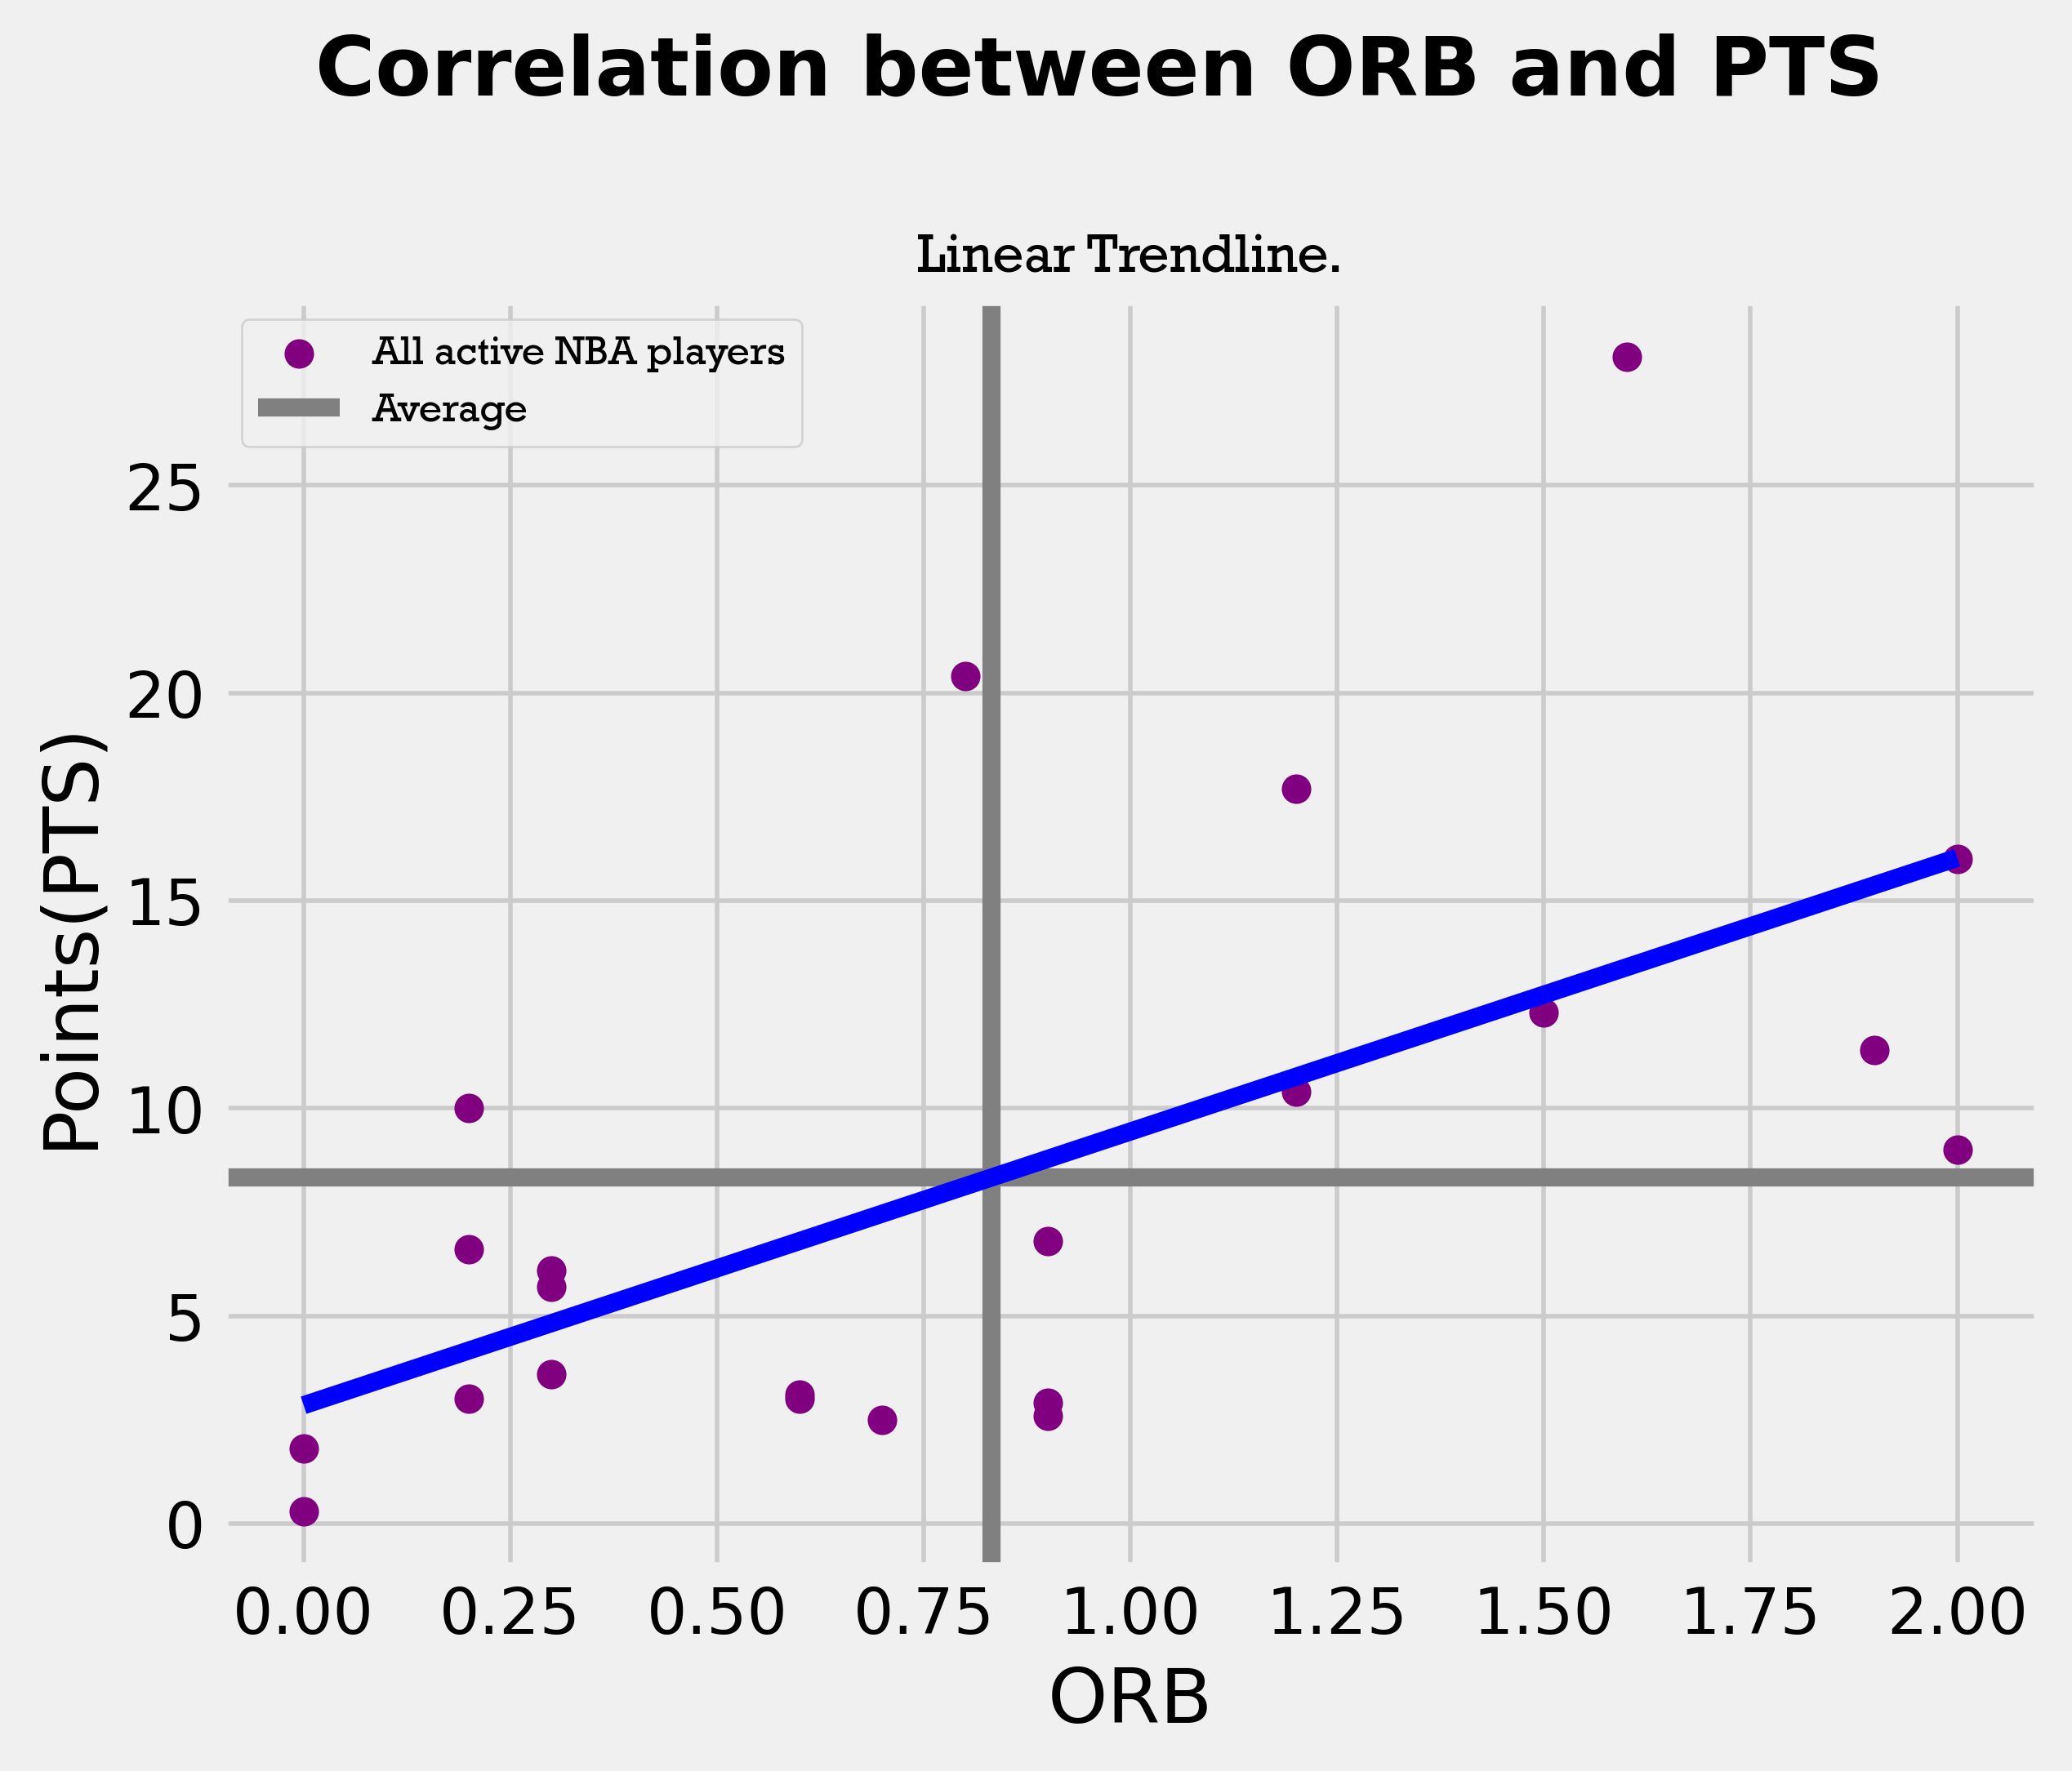 Correlation between ORB and PTS
Linear Trendline.
All active NBA players
Average
25
20
15
10
5
0
Points(PTS)
0.00 0.25 0.50 0.75 1.00 1.25 1.50 1.75 2.00
ORB